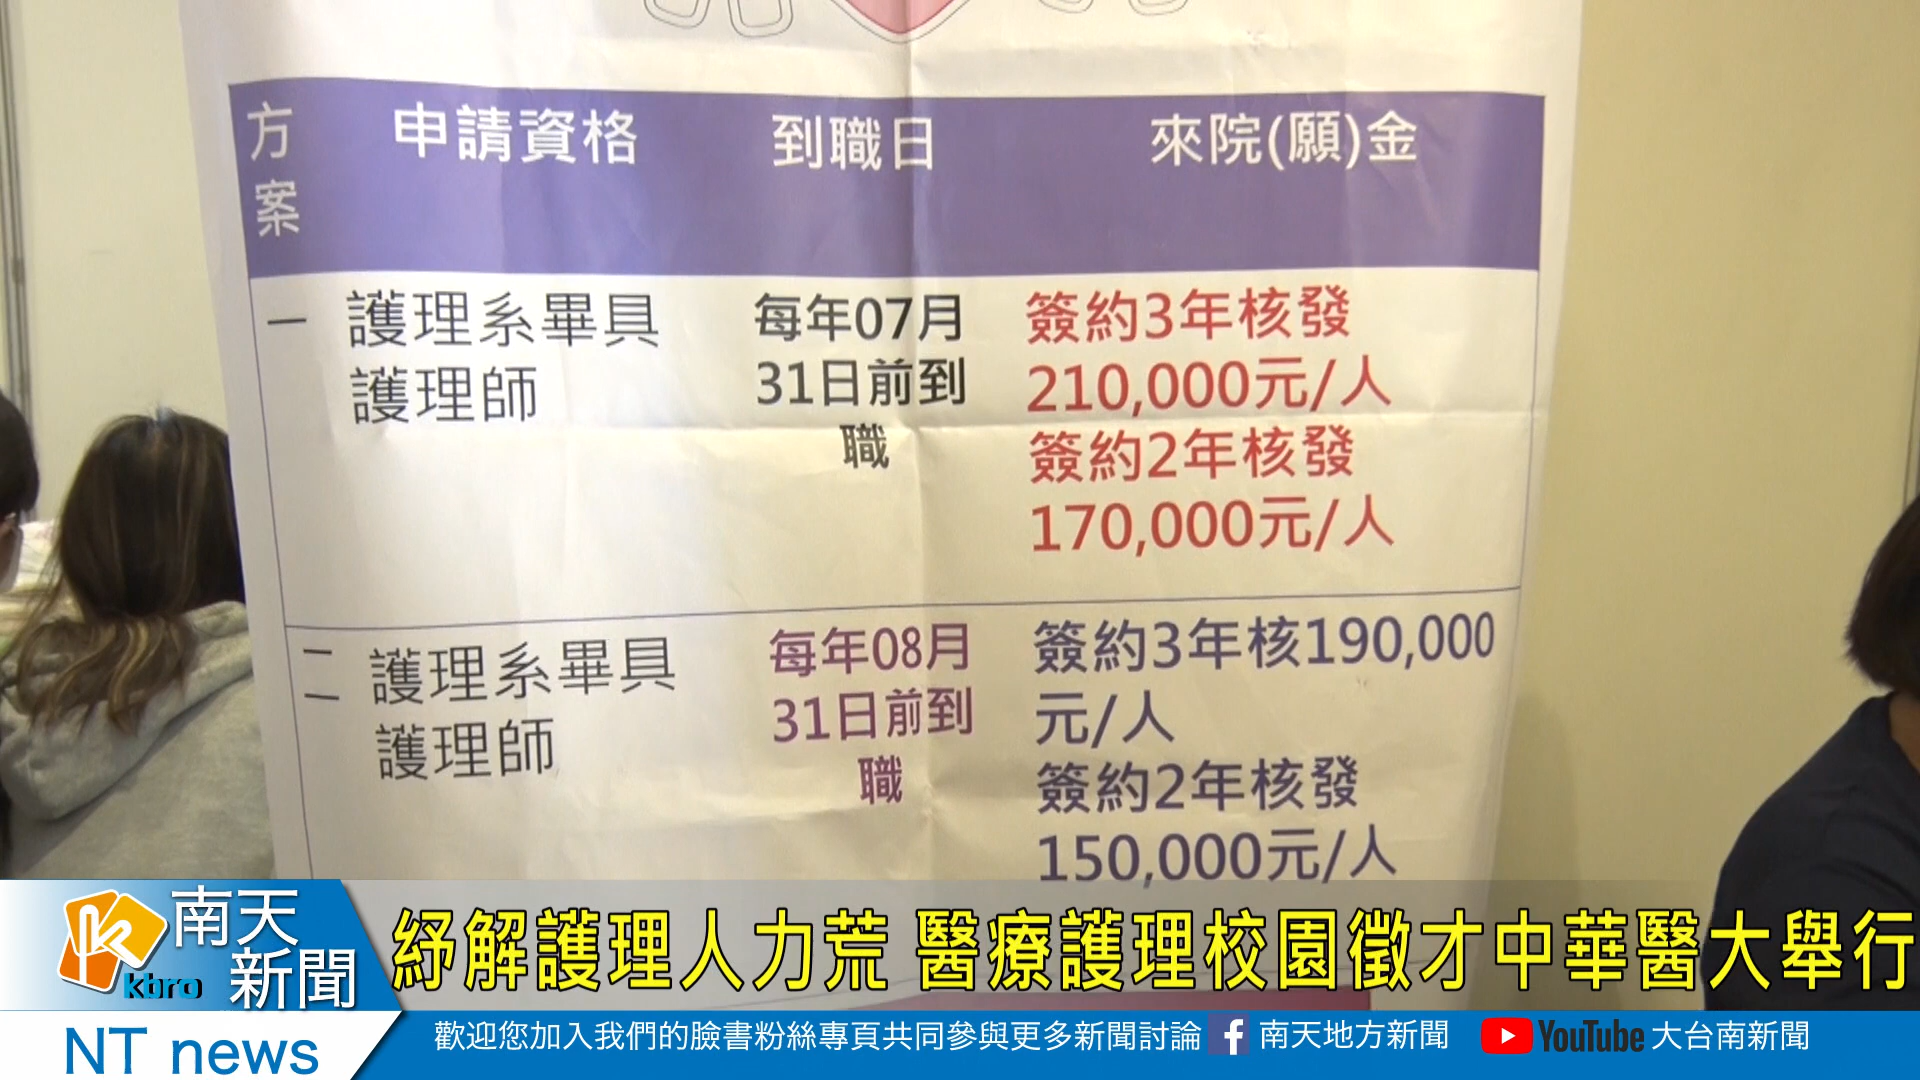 方案 申請資格 到職日 來院(願)金
一 護理系畢具 每年07月 簽約3年核發
護理師 31日前到 210,000元/人
職 簽約2年核發
170,000元/人
二 護理系畢具 每年08月 簽約3年核190,000
護理師 31日前到 元/人
職 簽約2年核發
150,000元/人
南天
新聞
kbro
紓解護理人力荒 醫療護理校園徵才中華醫大舉行
NT news
歡迎您加入我們的臉書粉絲專頁共同參與更多新聞討論 f 南天地方新聞 YouTube 大台南新聞